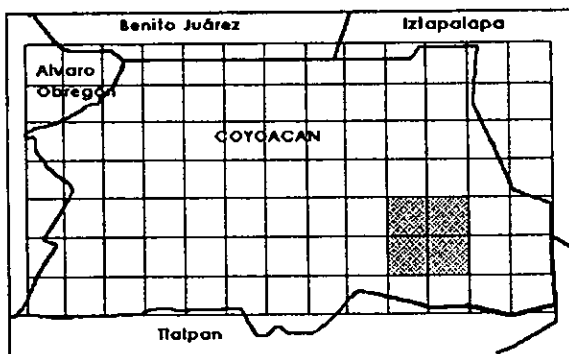 Benito Juárez
Iztapalapa
Alvaro
Obregón
COYOACAN
Tlalpan